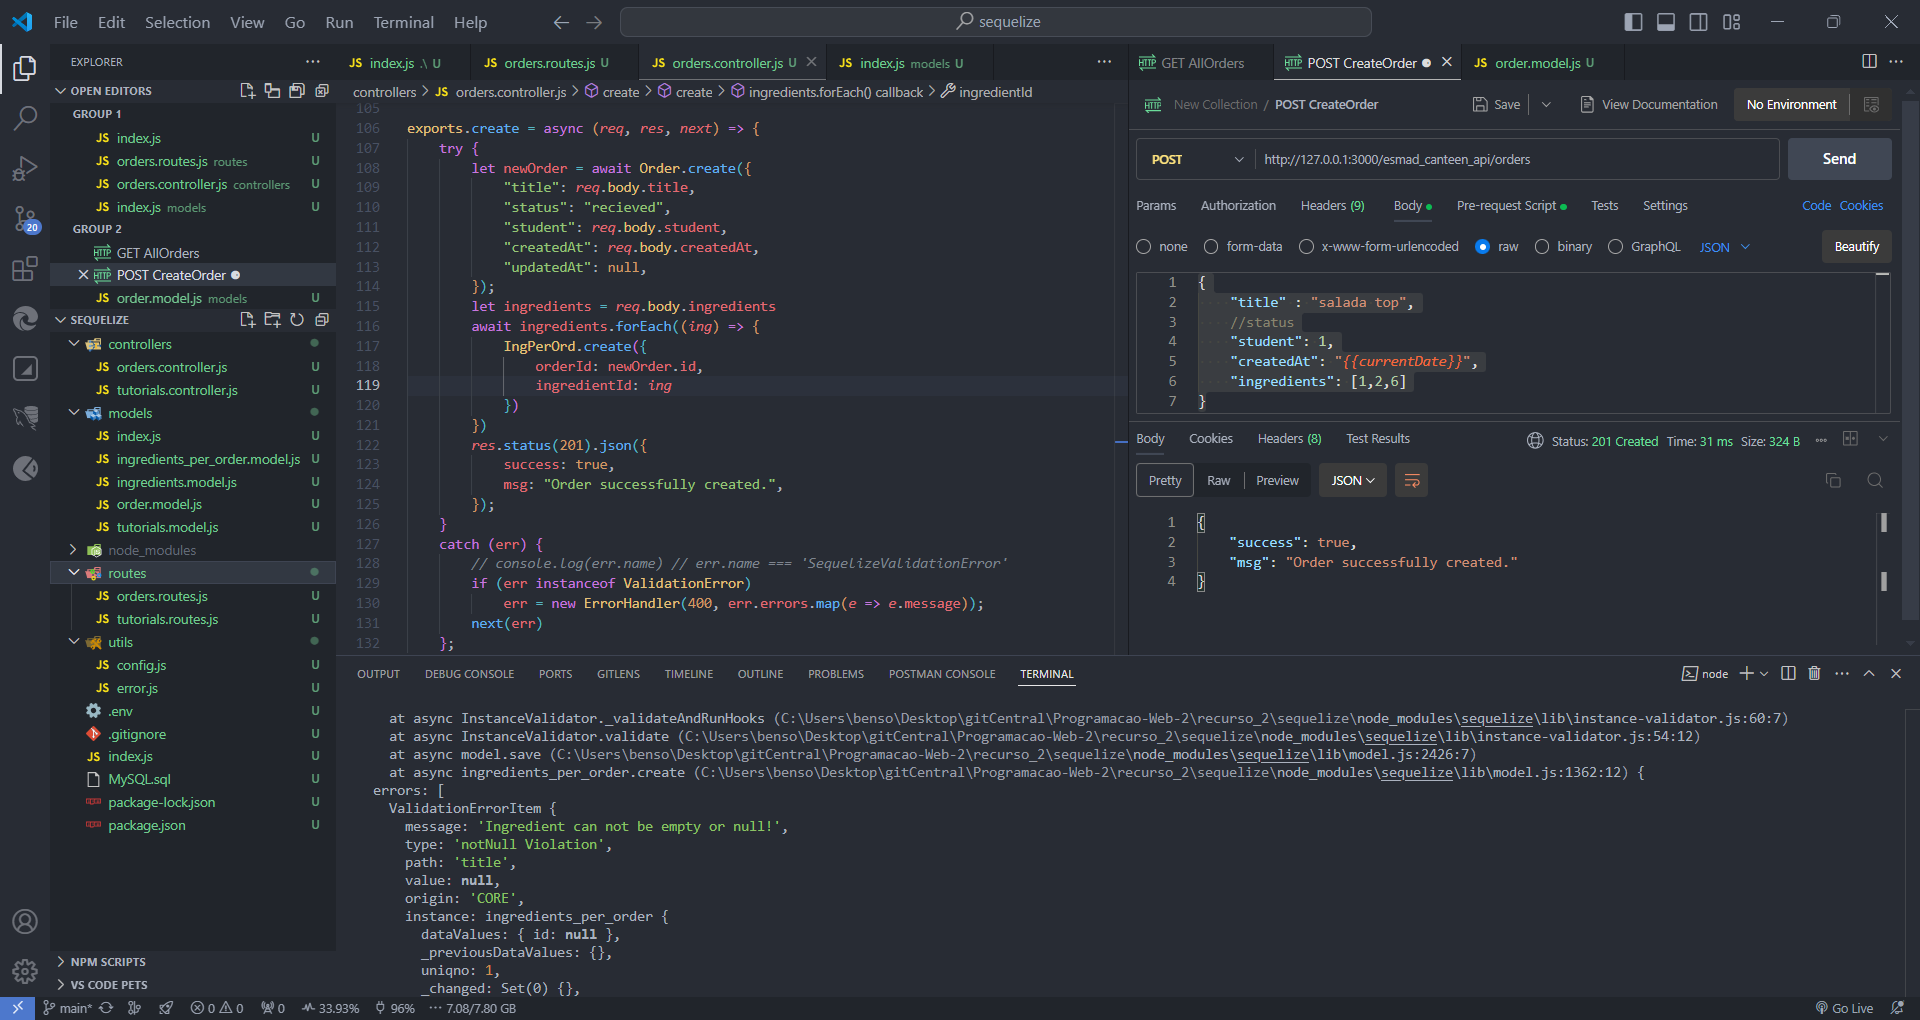 File Edit Selection View Go Run Terminal Help
sequelize
EXPLORER
OPEN EDITORS
GROUP 1
JS index.js U
JS orders.routes.js routes U
JS orders.controller.js controllers U
JS index.js models U
GROUP 2
HTTP GET AllOrders
HTTP POST CreateOrder
JS order.model.js models U
SEQUELIZE
controllers
JS orders.controller.js U
JS tutorials.controller.js U
models
JS index.js U
JS ingredients_per_order.model.js U
JS ingredients.model.js U
JS order.model.js U
JS tutorials.model.js U
node_modules
routes
JS orders.routes.js U
JS tutorials.routes.js U
utils
JS config.js U
JS error.js U
.env U
.gitignore U
JS index.js U
MySQL.sql U
package-lock.json U
package.json U
NPM SCRIPTS
VS CODE PETS
20
JS index.js .\ U JS orders.routes.js U JS orders.controller.js U JS index.js models U
controllers > JS orders.controller.js > create > create > ingredients.forEach() callback > ingredientId
105
106 exports.create = async (req, res, next) => {
107 try {
108 let newOrder = await Order.create({
109 "title": req.body.title,
110 "status": "recieved",
111 "student": req.body.student,
112 "createdAt": req.body.createdAt,
113 "updatedAt": null,
114 });
115 let ingredients = req.body.ingredients
116 await ingredients.forEach((ing) => {
117 IngPerOrd.create({
118 orderId: newOrder.id,
119 ingredientId: ing
120 })
121 })
122 res.status(201).json({
123 success: true,
124 msg: "Order successfully created.",
125 });
126 }
127 catch (err) {
128 // console.log(err.name) // err.name === 'SequelizeValidationError'
129 if (err instanceof ValidationError)
130 err = new ErrorHandler(400, err.errors.map(e => e.message));
131 next(err)
132 };
HTTP GET AllOrders HTTP POST CreateOrder JS order.model.js U
HTTP New Collection / POST CreateOrder Save View Documentation No Environment
POST http://127.0.0.1:3000/esmad_canteen_api/orders Send
Params Authorization Headers (9) Body Pre-request Script Tests Settings Code Cookies
none form-data x-www-form-urlencoded raw binary GraphQL JSON Beautify
1 {
2 "title" : "salada top",
3 //status
4 "student": 1,
5 "createdAt": "{{currentDate}}",
6 "ingredients": [1,2,6]
7 }
Body Cookies Headers (8) Test Results Status: 201 Created Time: 31 ms Size: 324 B
Pretty Raw Preview JSON
1 {
2 "success": true,
3 "msg": "Order successfully created."
4 }
OUTPUT DEBUG CONSOLE PORTS GITLENS TIMELINE OUTLINE PROBLEMS POSTMAN CONSOLE TERMINAL node
at async InstanceValidator._validateAndRunHooks (C:\Users\benso\Desktop\gitCentral\Programacao-Web-2\recurso_2\sequelize\node_modules\sequelize\lib\instance-validator.js:60:7)
at async InstanceValidator.validate (C:\Users\benso\Desktop\gitCentral\Programacao-Web-2\recurso_2\sequelize\node_modules\sequelize\lib\instance-validator.js:54:12)
at async model.save (C:\Users\benso\Desktop\gitCentral\Programacao-Web-2\recurso_2\sequelize\node_modules\sequelize\lib\model.js:2426:7)
at async ingredients_per_order.create (C:\Users\benso\Desktop\gitCentral\Programacao-Web-2\recurso_2\sequelize\node_modules\sequelize\lib\model.js:1362:12) {
errors: [
ValidationErrorItem {
message: 'Ingredient can not be empty or null!',
type: 'notNull Violation',
path: 'title',
value: null,
origin: 'CORE',
instance: ingredients_per_order {
dataValues: { id: null },
_previousDataValues: {},
uniqno: 1,
_changed: Set(0) {},
main* 0 0 0 33.93% 96% 7.08/7.80 GB Go Live